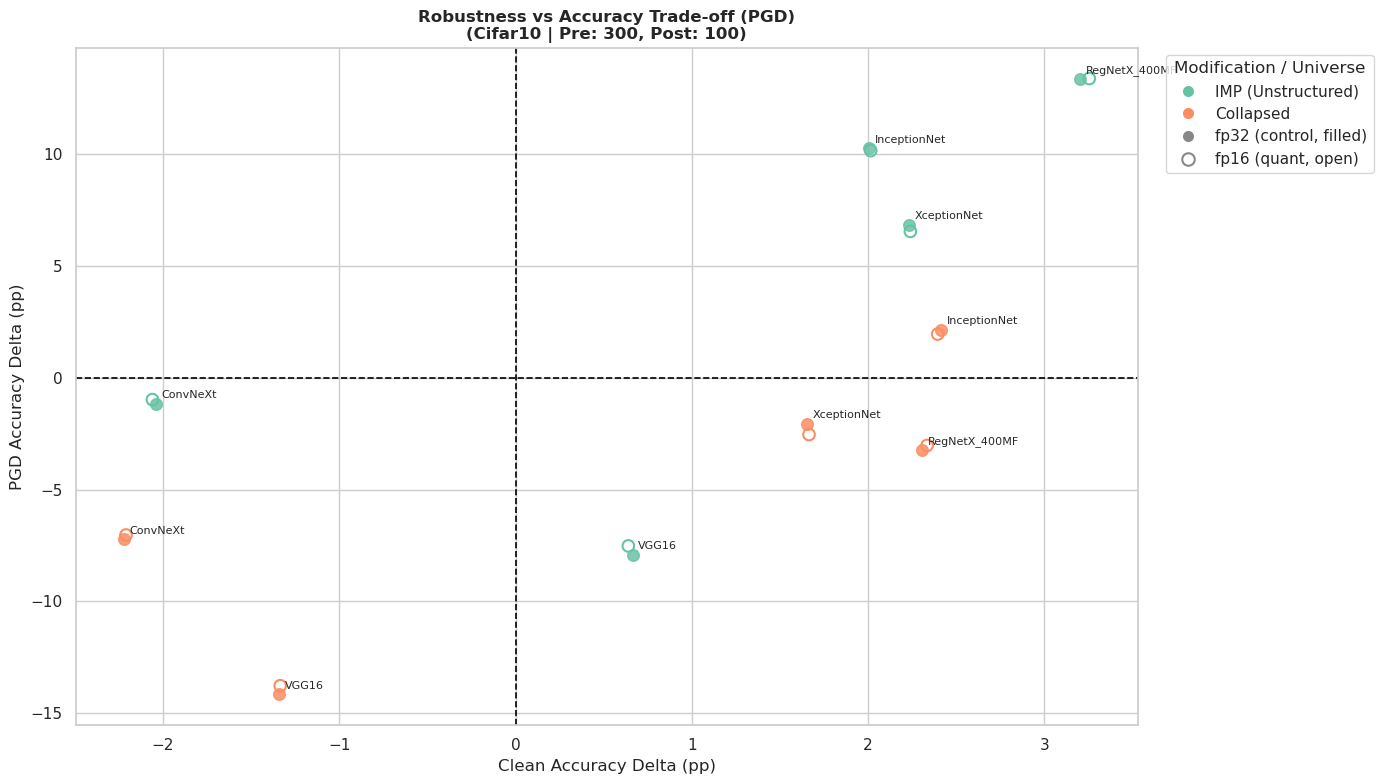 Robustness vs Accuracy Trade-off (PGD)
(Cifar10 | Pre: 300, Post: 100)
Modification / Universe
IMP (Unstructured)
Collapsed
fp32 (control, filled)
fp16 (quant, open)
RegNetX_400MF
InceptionNet
XceptionNet
InceptionNet
ConvNeXt
XceptionNet
RegNetX_400MF
ConvNeXt
VGG16
VGG16
PGD Accuracy Delta (pp)
10
5
0
−5
−10
−15
−2
−1
0
1
2
3
Clean Accuracy Delta (pp)